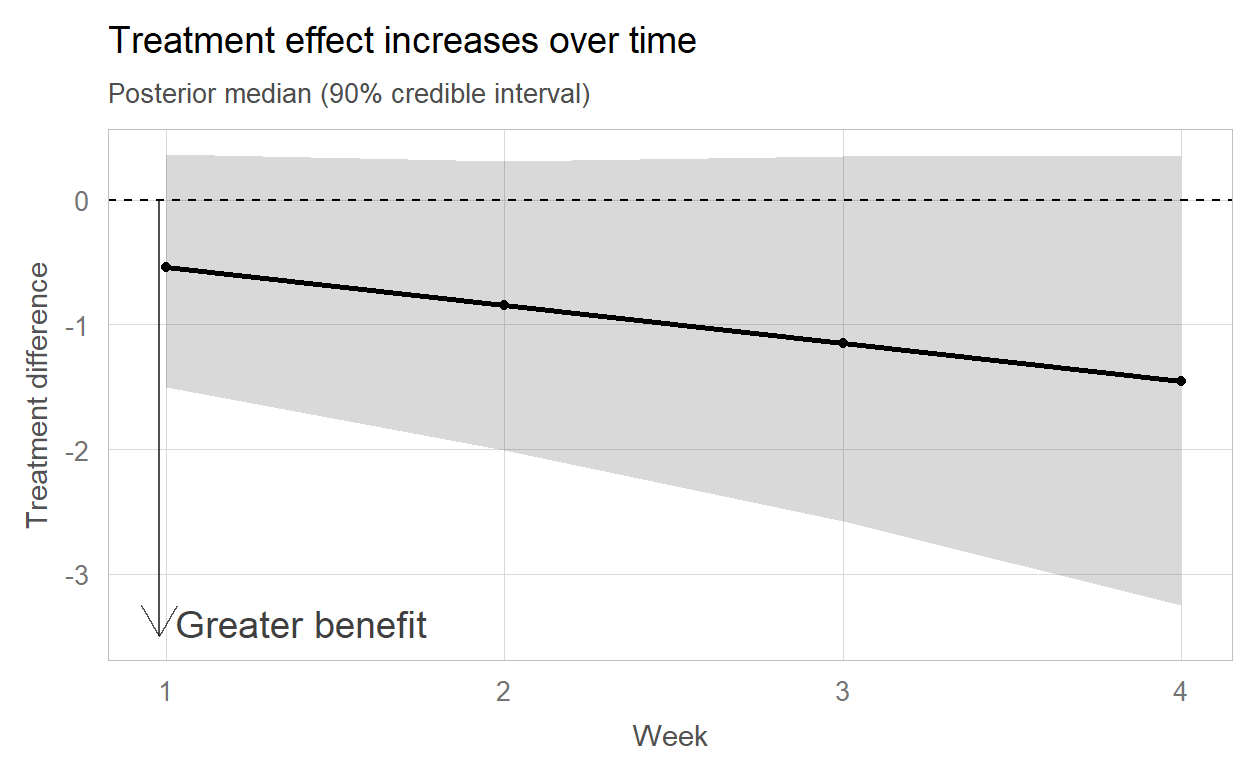 Treatment effect increases over time
Posterior median (90% credible interval)
Treatment difference
0
-1
-2
-3
Greater benefit
1 2 3 4
Week